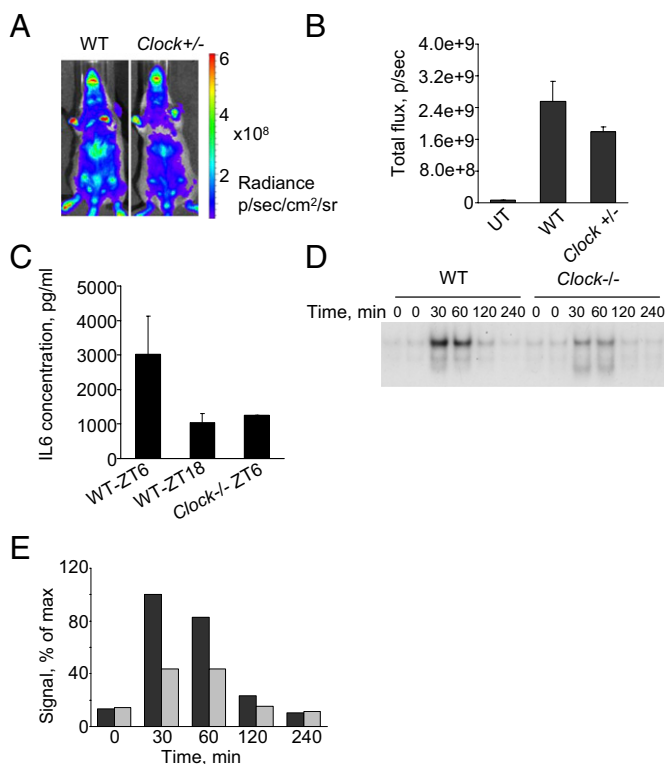 A
WT
Clock+/-
6
4
x10⁸
2
Radiance
p/sec/cm²/sr
B
Total flux, p/sec
4.0e+9
3.2e+9
2.4e+9
1.6e+9
8.0e+8
0
UT
WT
Clock +/-
C
IL6 concentration, pg/ml
5000
4000
3000
2000
1000
0
WT-ZT6
WT-ZT18
Clock-/- ZT6
D
WT
Clock-/-
Time, min 0 0 30 60 120 240 0 0 30 60 120 240
E
Signal, % of max
120
80
40
0
0 30 60 120 240
Time, min